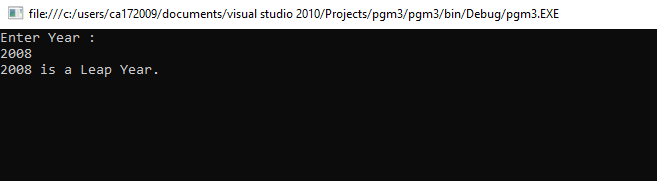 file:///c:/users/ca172009/documents/visual studio 2010/Projects/pgm3/pgm3/bin/Debug/pgm3.EXE
Enter Year :
2008
2008 is a Leap Year.